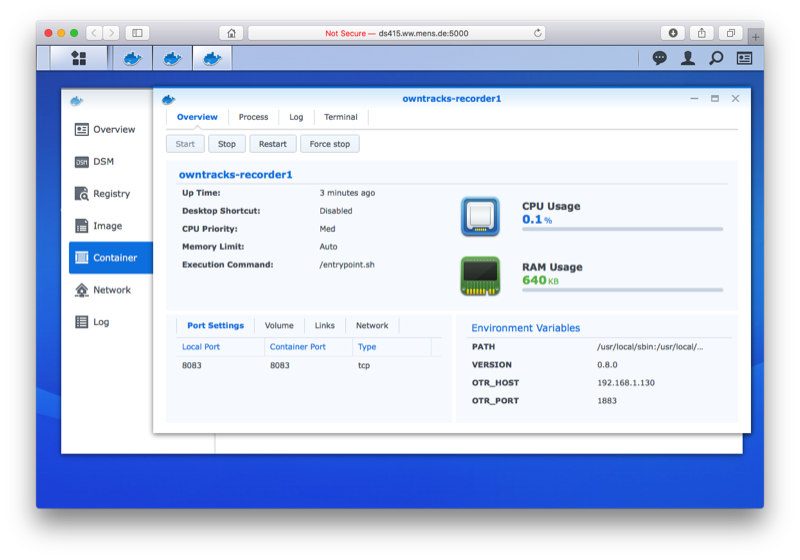 Not Secure — ds415.ww.mens.de:5000
owntracks-recorder1
Overview
DSM
DSM
Registry
Image
Container
Network
Log
Overview Process Log Terminal
Start Stop Restart Force stop
owntracks-recorder1
Up Time: 3 minutes ago
Desktop Shortcut: Disabled
CPU Priority: Med
Memory Limit: Auto
Execution Command: /entrypoint.sh
CPU Usage
0.1 %
RAM Usage
640 KB
Port Settings Volume Links Network
Local Port Container Port Type
8083 8083 tcp
Environment Variables
PATH /usr/local/sbin:/usr/local/...
VERSION 0.8.0
OTR_HOST 192.168.1.130
OTR_PORT 1883